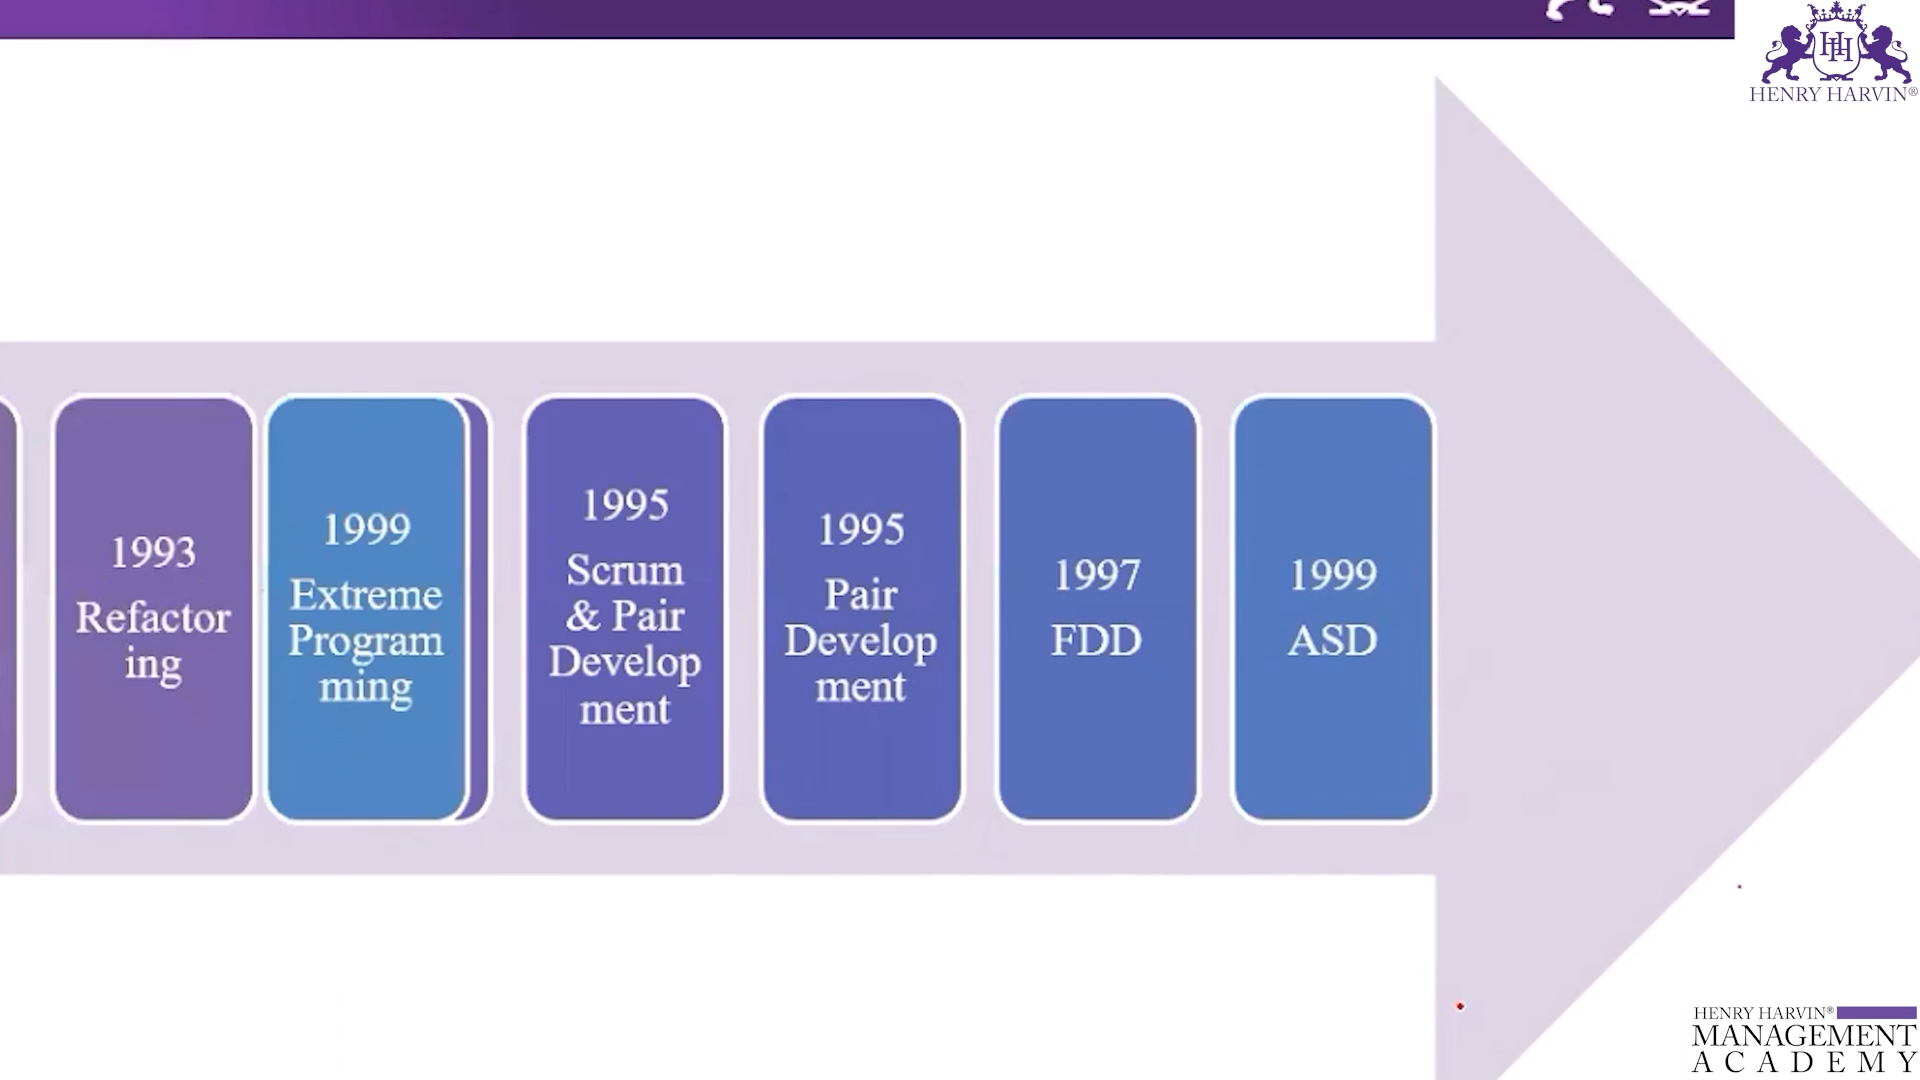 HENRY HARVIN®
1993
Refactor
ing
1999
Extreme
Program
ming
1995
Scrum
& Pair
Develop
ment
1995
Pair
Develop
ment
1997
FDD
1999
ASD
HENRY HARVIN®
MANAGEMENT
ACADEMY